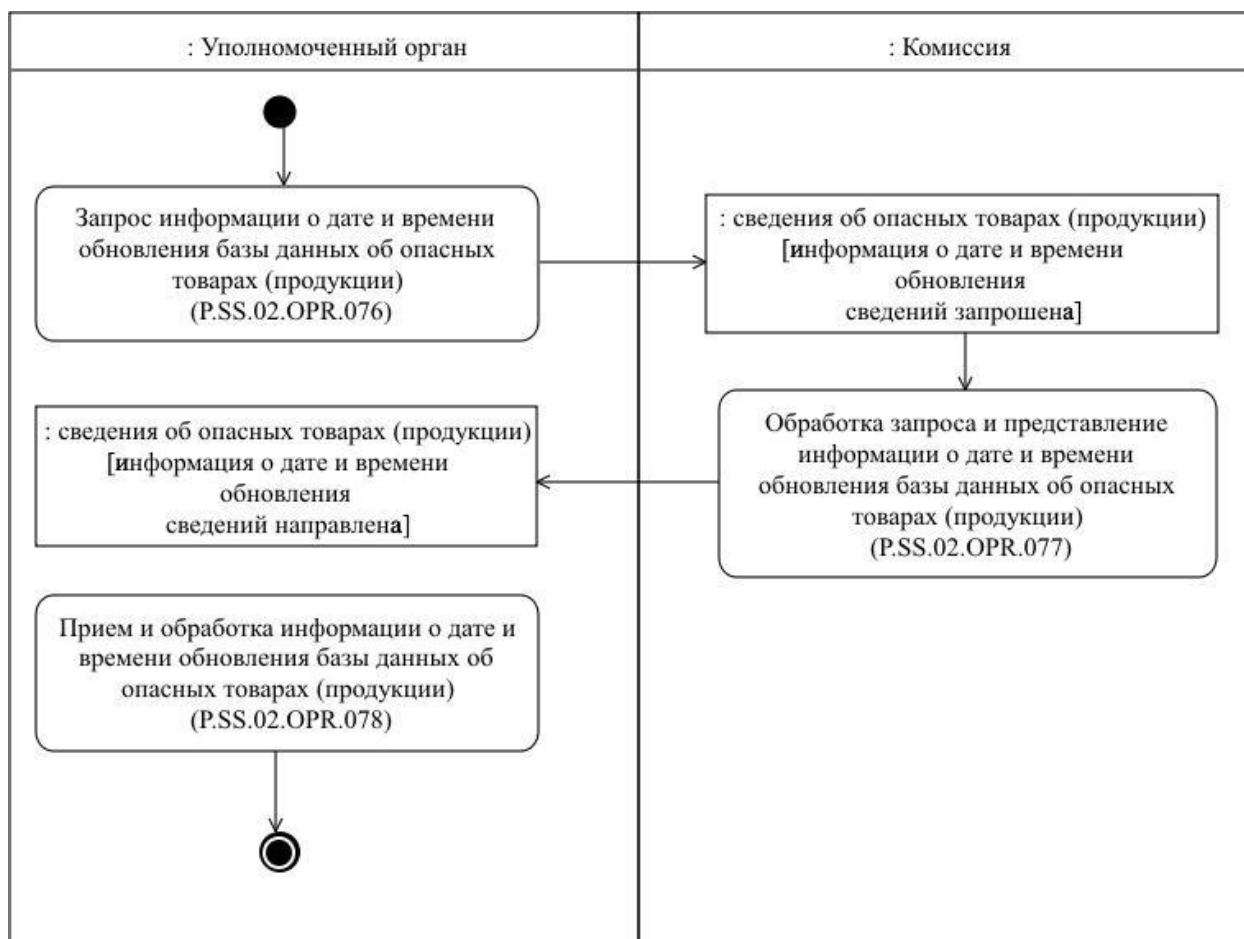 : Уполномоченный орган
: Комиссия
Запрос информации о дате и времени
обновления базы данных об опасных
товарах (продукции)
(P.SS.02.OPR.076)
: сведения об опасных товарах (продукции)
[информация о дате и времени
обновления
сведений запрошена]
: сведения об опасных товарах (продукции)
[информация о дате и времени
обновления
сведений направлена]
Обработка запроса и представление
информации о дате и времени
обновления базы данных об опасных
товарах (продукции)
(P.SS.02.OPR.077)
Прием и обработка информации о дате и
времени обновления базы данных об
опасных товарах (продукции)
(P.SS.02.OPR.078)